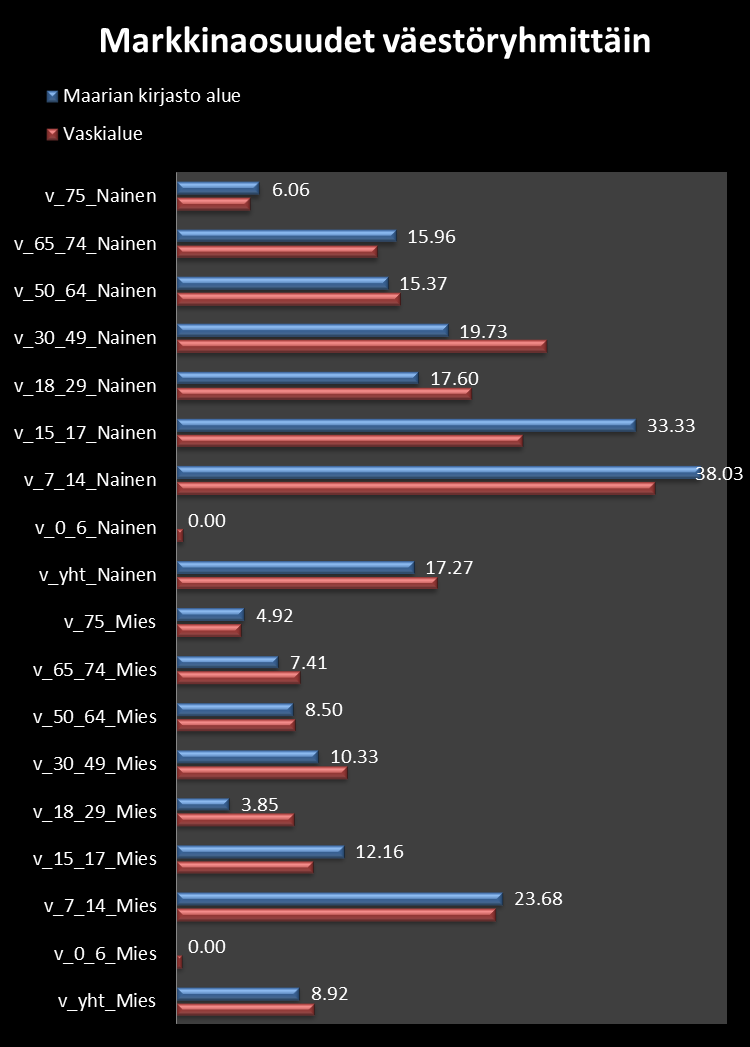 Markkinaosuudet väestöryhmittäin
Maarian kirjasto alue
Vaskialue
v_75_Nainen 6.06
v_65_74_Nainen 15.96
v_50_64_Nainen 15.37
v_30_49_Nainen 19.73
v_18_29_Nainen 17.60
v_15_17_Nainen 33.33
v_7_14_Nainen 38.03
v_0_6_Nainen 0.00
v_yht_Nainen 17.27
v_75_Mies 4.92
v_65_74_Mies 7.41
v_50_64_Mies 8.50
v_30_49_Mies 10.33
v_18_29_Mies 3.85
v_15_17_Mies 12.16
v_7_14_Mies 23.68
v_0_6_Mies 0.00
v_yht_Mies 8.92